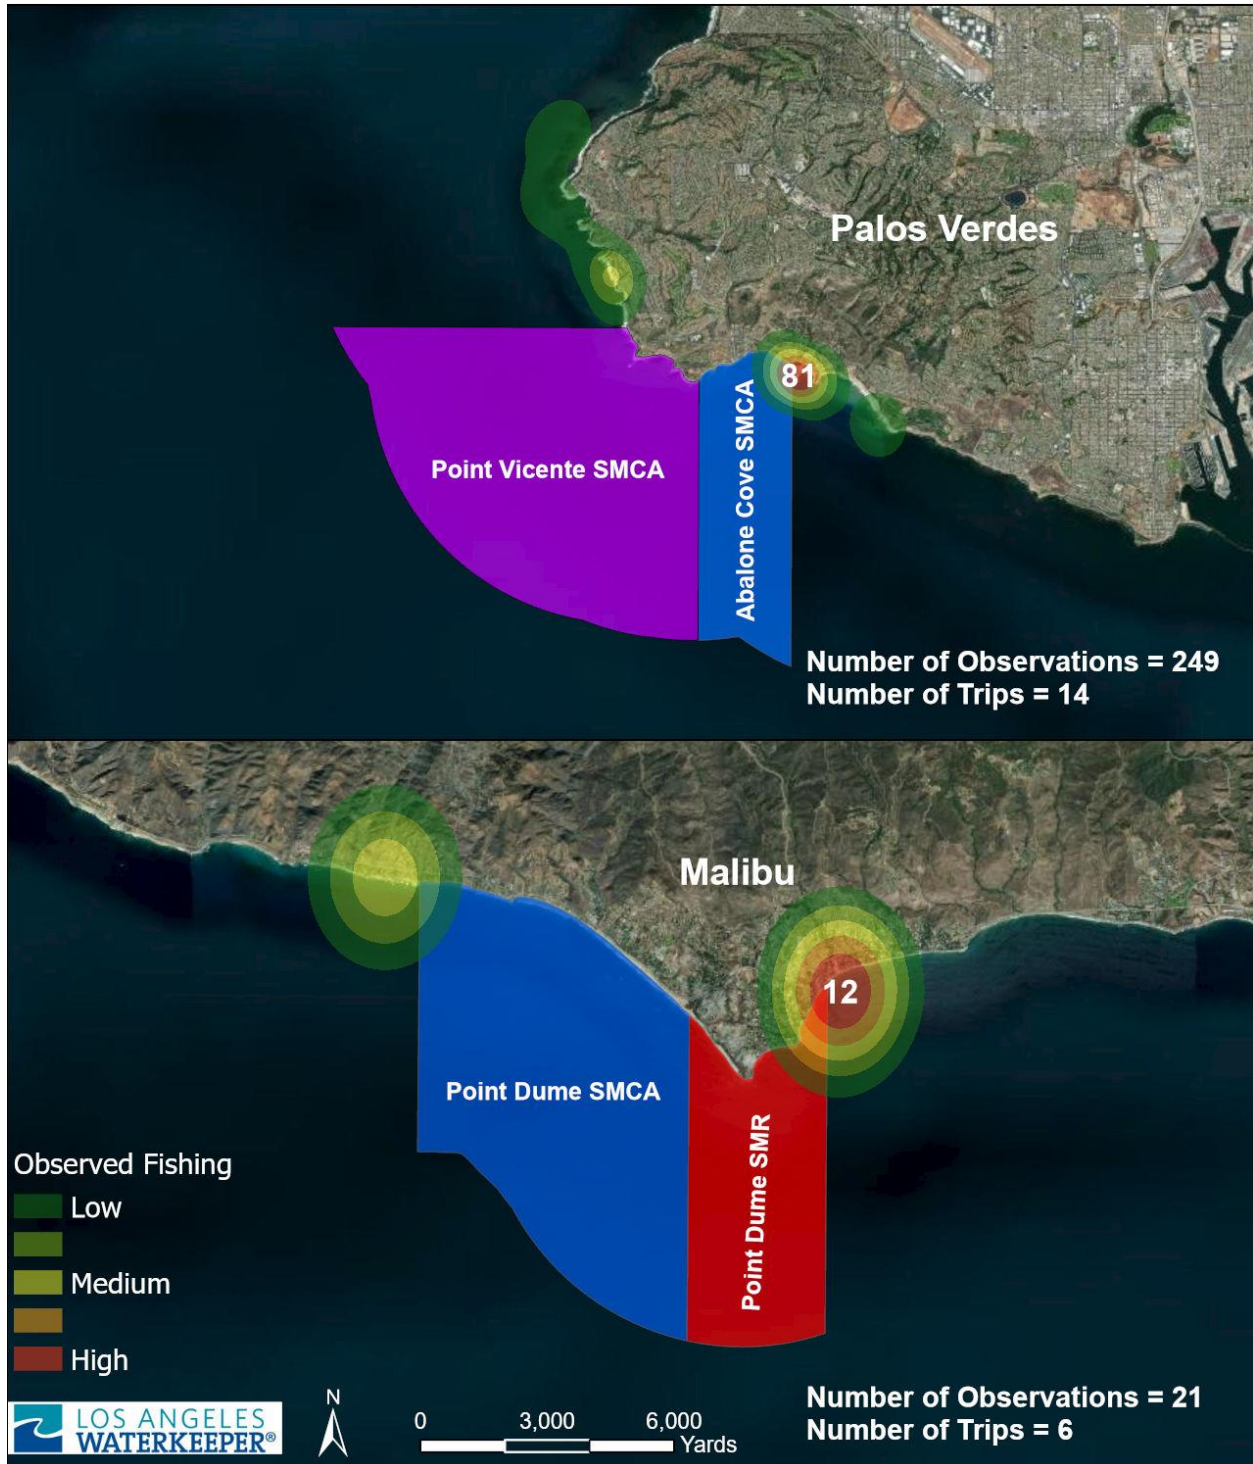 Palos Verdes
81
Point Vicente SMCA
Abalone Cove SMCA
Number of Observations = 249
Number of Trips = 14
Malibu
12
Point Dume SMCA
Point Dume SMR
Observed Fishing
Low
Medium
High
LOS ANGELES
WATERKEEPER®
N
0 3,000 6,000
Yards
Number of Observations = 21
Number of Trips = 6